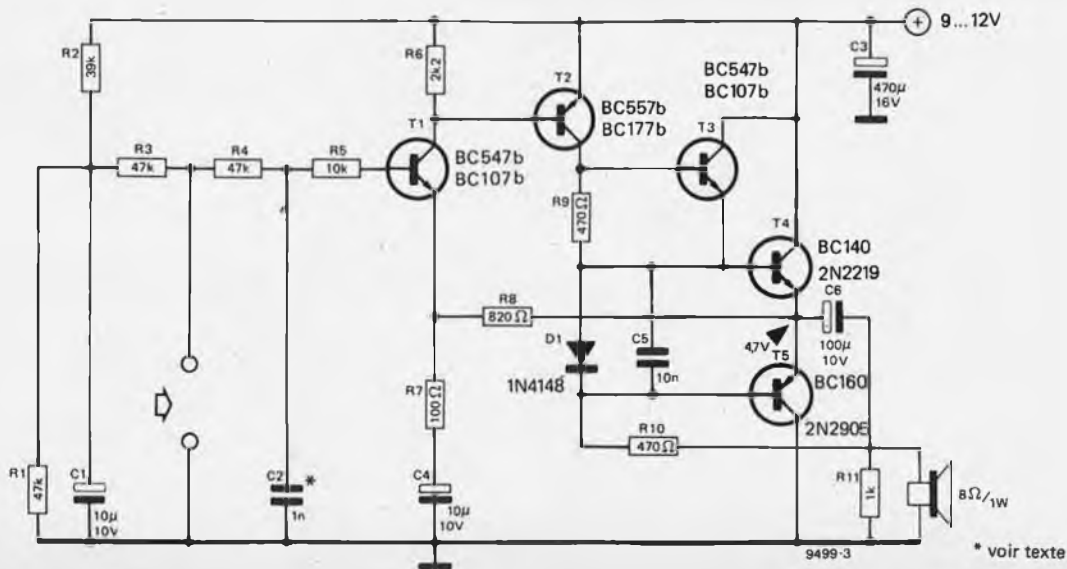 R2
39k
R6
2k2
T1
BC547b
BC107b
T2
BC557b
BC177b
BC547b
BC107b
T3
C3
470µ
16V
+
9...12V
R3
47k
R4
47k
R5
10k
R9
470Ω
T4
BC140
2N2219
R8
820Ω
C6
100µ
10V
4,7V
D1
1N4148
C5
10n
T5
BC160
2N2905
R7
100Ω
R10
470Ω
R1
47k
C1
10µ
10V
C2
*
1n
C4
10µ
10V
R11
1k
8Ω/1W
9499-3
* voir texte